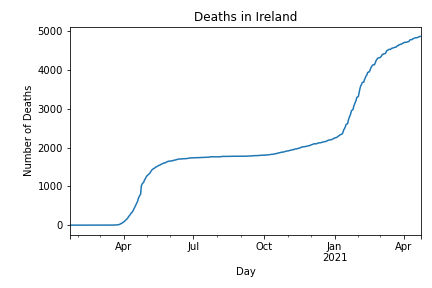 Deaths in Ireland
5000
4000
3000
2000
1000
0
Number of Deaths
Apr
Jul
Oct
Jan
2021
Apr
Day